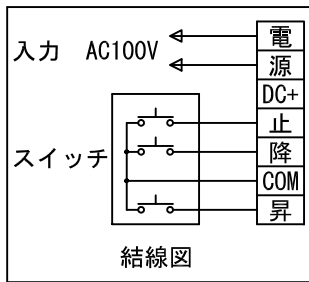 入力 AC100V
電
源
DC+
止
降
COM
昇
スイッチ
結線図